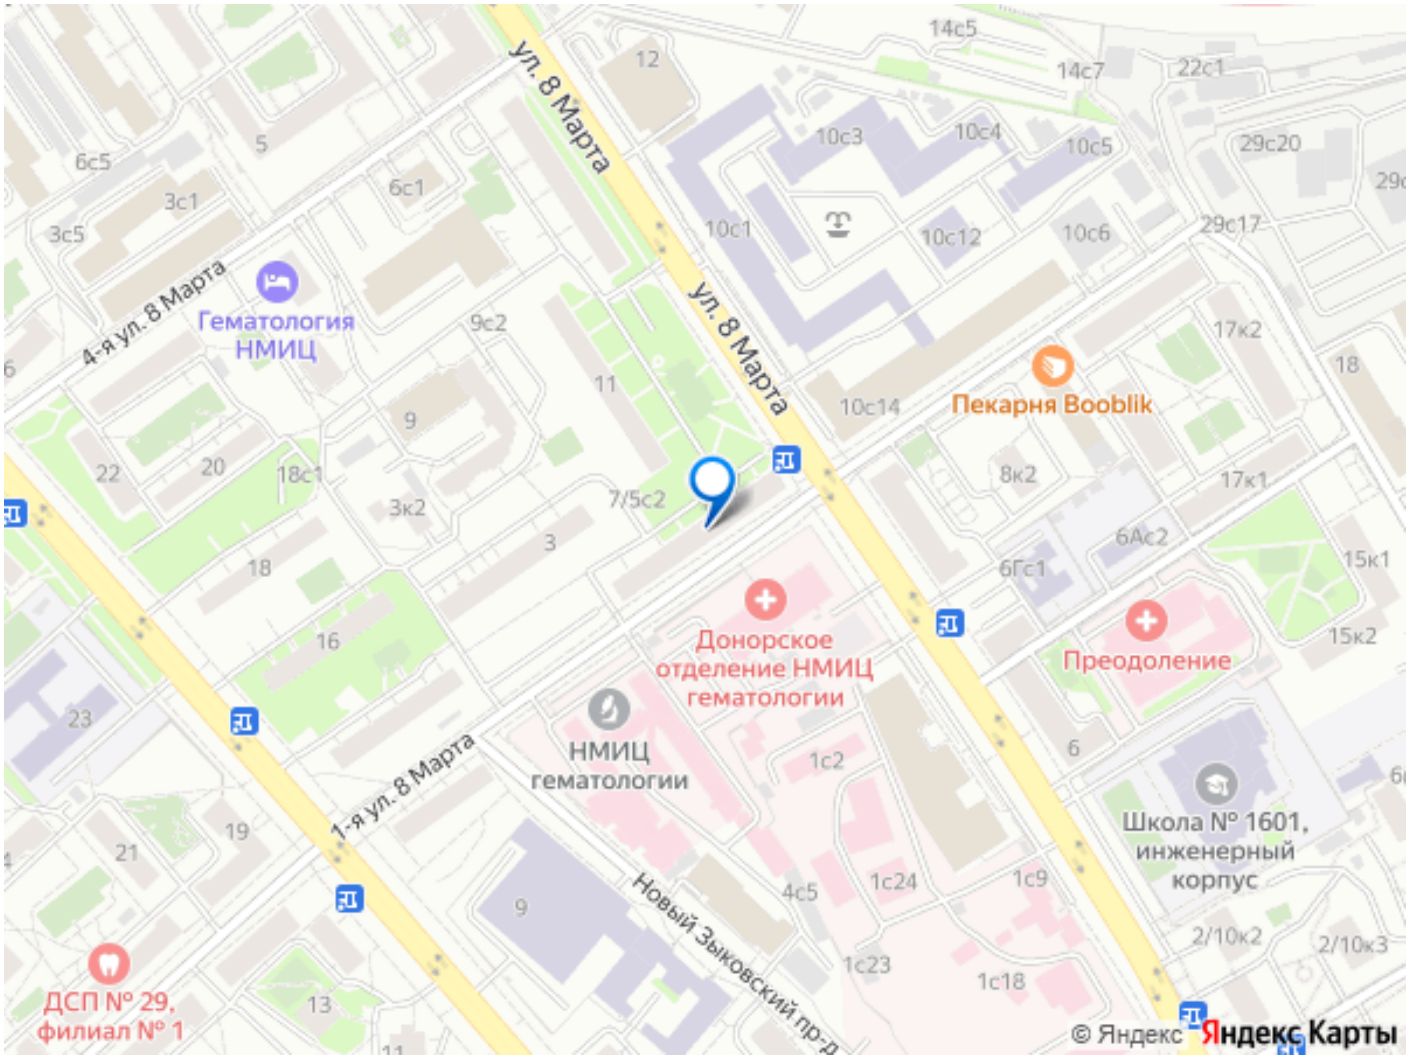 14с5
12
14с7
22с1
ул. 8 Марта
10с3
10с4
10с5
29с20
5
6с5
3с1
6с1
3с5
10с1
10с12
10с6
29с17
4-я ул. 8 Марта
Гематология
НМИЦ
9с2
ул. 8 Марта
17к2
11
Пекарня Booblik
18
10с14
9
22
20
18с1
3к2
7/5с2
8к2
17к1
3
6Ас2
18
6Гс1
15к1
16
Донорское
отделение НМИЦ
гематологии
Преодоление
15к2
23
НМИЦ
гематологии
1с2
6
1-я ул. 8 Марта
Школа № 1601,
инженерный
корпус
19
21
9
4с5
1с24
1с9
Новый Зыковский пр-д
2/10к2
2/10к3
1с23
1с18
ДСП № 29,
филиал № 1
13
11
© Яндекс Яндекс Карты